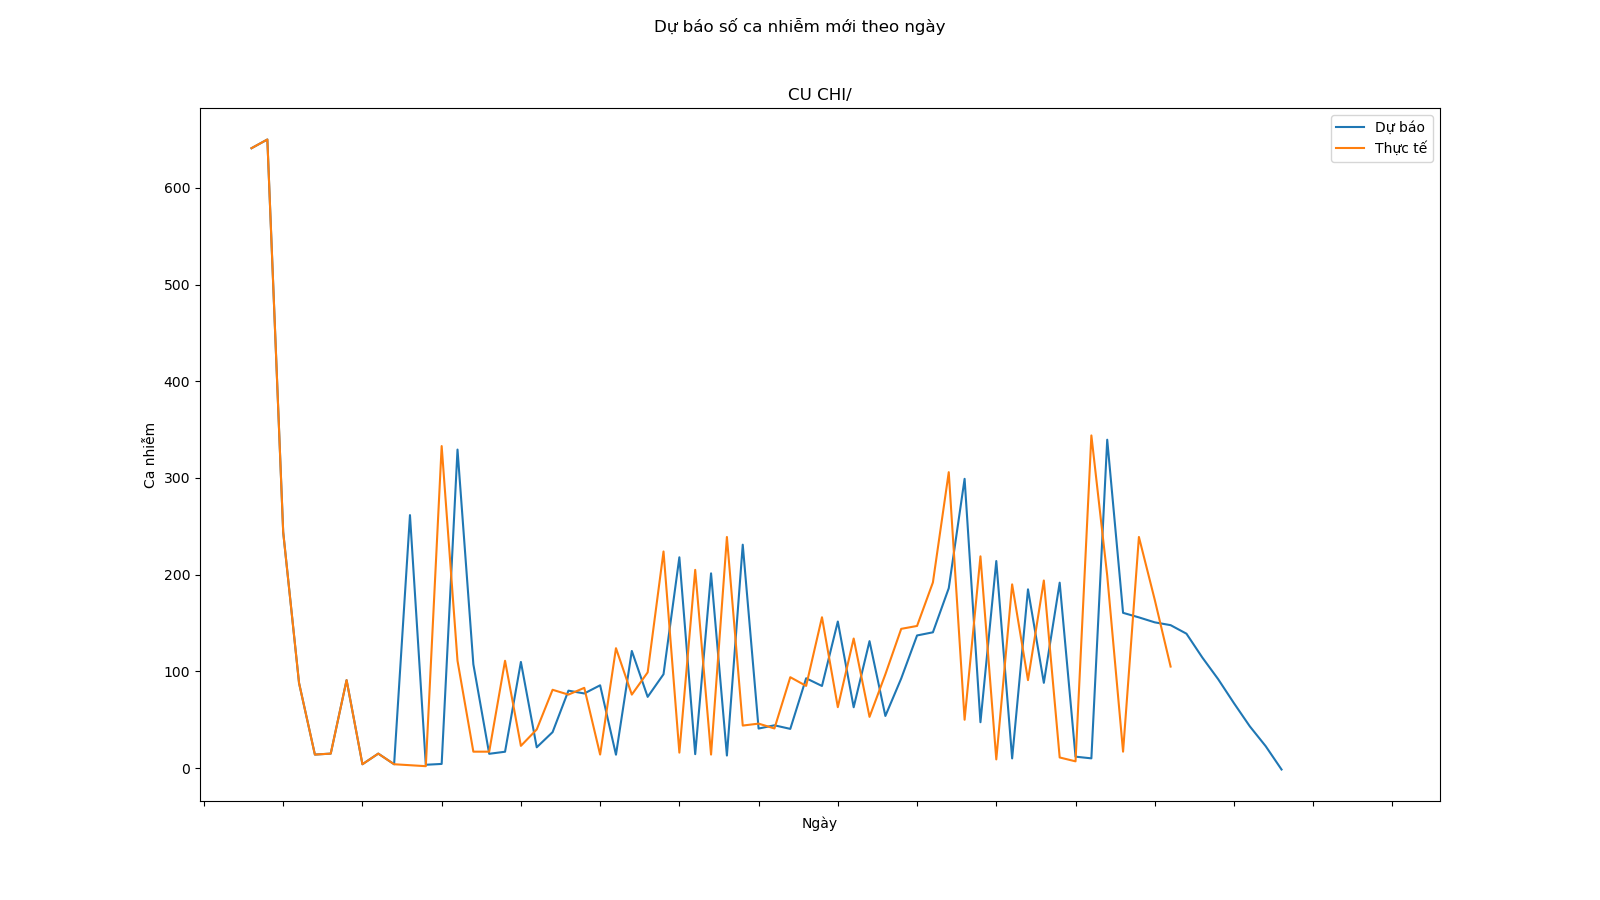 Dự báo số ca nhiễm mới theo ngày
CU CHI/
Dự báo
Thực tế
600
500
400
300
200
100
0
Ca nhiễm
Ngày